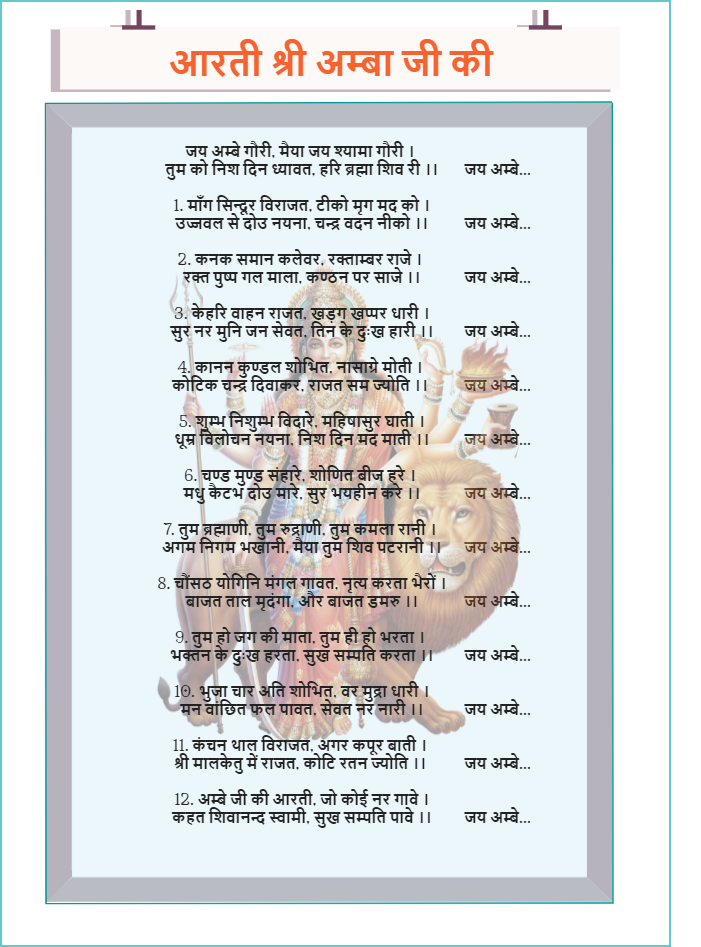 आरती श्री अम्बा जी की
जय अम्बे गौरी, मैया जय श्यामा गौरी ।
तुम को निश दिन ध्यावत, हरि ब्रह्मा शिव री ।। जय अम्बे...
1. माँग सिन्दूर विराजत, टीको मृग मद को ।
उज्जवल से दोउ नयना, चन्द्र वदन नीको ।। जय अम्बे...
2. कनक समान कलेवर, रक्ताम्बर राजे ।
रक्त पुष्प गल माला, कण्ठन पर साजे ।। जय अम्बे...
3. केहरि वाहन राजत, खड़ग खप्पर धारी ।
सुर नर मुनि जन सेवत, तिन के दुःख हारी ।। जय अम्बे...
4. कानन कुण्डल शोभित, नासाग्रे मोती ।
कोटिक चन्द्र दिवाकर, राजत सम ज्योति ।। जय अम्बे...
5. शुम्भ निशुम्भ विदारे, महिषासुर घाती ।
धूम्र विलोचन नयना, निश दिन मद माती ।। जय अम्बे...
6. चण्ड मुण्ड संहारे, शोणित बीज हरे ।
मधु कैटभ दोउ मारे, सुर भयहीन करे ।। जय अम्बे...
7. तुम ब्रह्माणी, तुम रुद्राणी, तुम कमला रानी ।
अगम निगम भखानी, मैया तुम शिव पटरानी ।। जय अम्बे...
8. चौंसठ योगिनि मंगल गावत, नृत्य करता भैरों ।
बाजत ताल मृदंगा, और बाजत डमरु ।। जय अम्बे...
9. तुम हो जग की माता, तुम ही हो भरता ।
भक्तन के दुःख हरता, सुख सम्पति करता ।। जय अम्बे...
10. भुजा चार अति शोभित, वर मुद्रा धारी ।
मन वांछित फल पावत, सेवत नर नारी ।। जय अम्बे...
11. कंचन थाल विराजत, अगर कपूर बाती ।
श्री मालकेतु में राजत, कोटि रतन ज्योति ।। जय अम्बे...
12. अम्बे जी की आरती, जो कोई नर गावे ।
कहत शिवानन्द स्वामी, सुख सम्पति पावे ।। जय अम्बे...